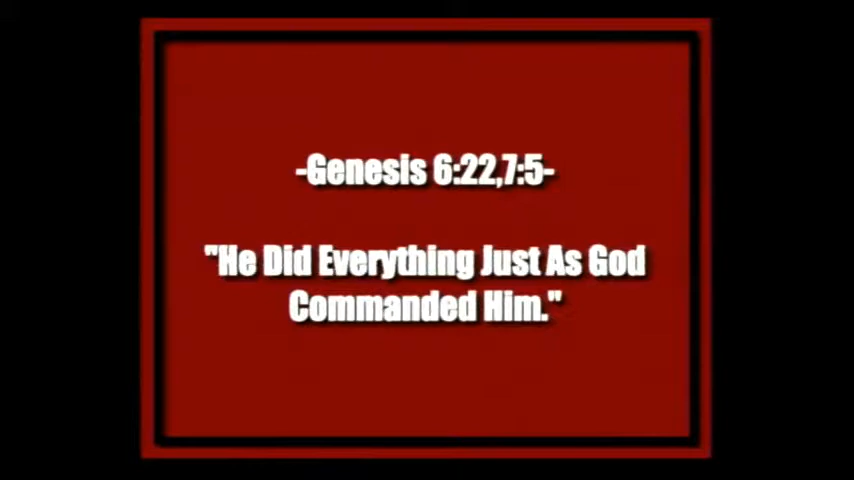 -Genesis 6:22,7:5-
"He Did Everything Just As God
Commanded Him."